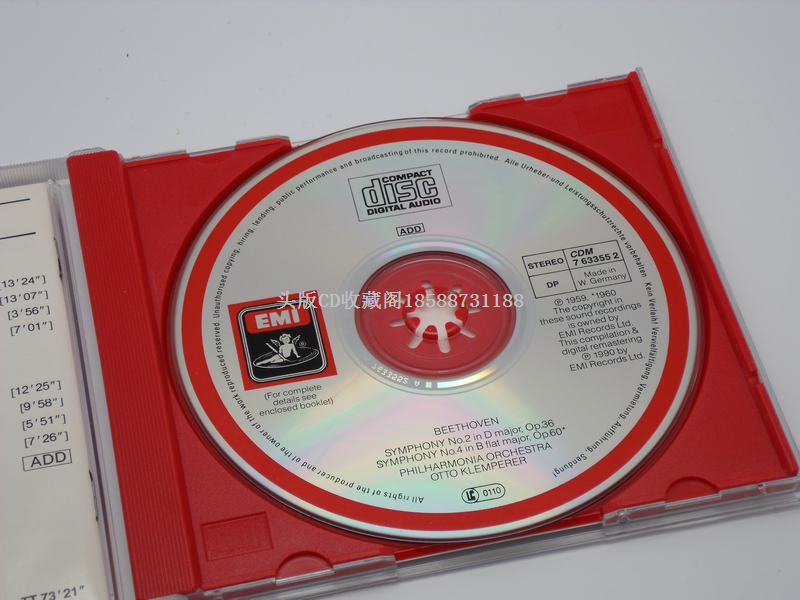 [13'24"]
[13'07"]
[3'56"]
[7'01"]
[12'25"]
[9'58"]
[5'51"]
[7'26"]
ADD
TT 73'21"
All rights of the producer and of the owner of the work reproduced reserved. Unauthorised copying, hiring, lending, public performance and broadcasting of this record prohibited. Alle Urheber-und Leistungsschutzrechte vorbehalten. Kein Verleih! Vervielfältigung, Vermietung, Aufführung, Sendung!
COMPACT
disc
DIGITAL AUDIO
ADD
STEREO
CDM
7 63355 2
DP
Made in
W. Germany
℗ 1959, *1960
The copyright in
these sound recordings
is owned by
EMI Records Ltd.
This compilation &
digital remastering
℗ 1990 by
EMI Records Ltd.
头版CD收藏阁18588731188
EMI
(For complete
details see
enclosed booklet)
763355 2 A
BEETHOVEN
SYMPHONY No.2 in D major, Op.36
SYMPHONY No.4 in B flat major, Op.60*
PHILHARMONIA ORCHESTRA
OTTO KLEMPERER
LC 0110